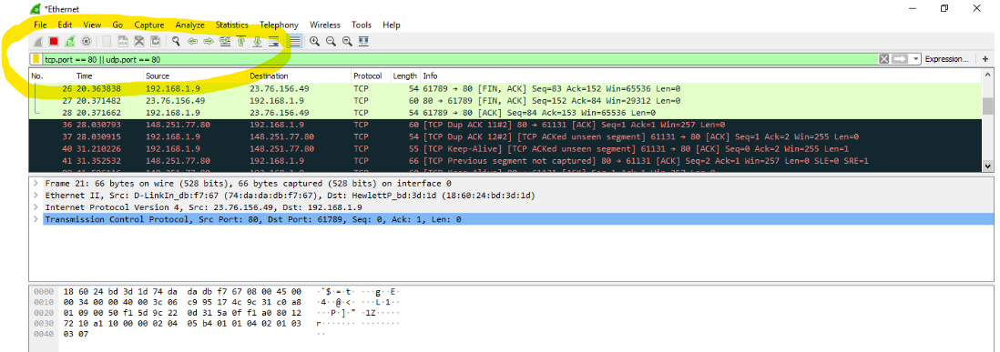 *Ethernet
File Edit View Go Capture Analyze Statistics Telephony Wireless Tools Help
tcp.port == 80 || udp.port == 80 Expression... +
No. Time Source Destination Protocol Length Info
26 20.363838 192.168.1.9 23.76.156.49 TCP 54 61789 → 80 [FIN, ACK] Seq=83 Ack=152 Win=65536 Len=0
27 20.371482 23.76.156.49 192.168.1.9 TCP 60 80 → 61789 [FIN, ACK] Seq=152 Ack=84 Win=29312 Len=0
28 20.371662 192.168.1.9 23.76.156.49 TCP 54 61789 → 80 [ACK] Seq=84 Ack=153 Win=65536 Len=0
36 28.030793 148.251.77.80 192.168.1.9 TCP 60 [TCP Dup ACK 11#2] 80 → 61131 [ACK] Seq=1 Ack=1 Win=257 Len=0
37 28.030915 192.168.1.9 148.251.77.80 TCP 54 [TCP Dup ACK 12#2] [TCP ACKed unseen segment] 61131 → 80 [ACK] Seq=1 Ack=2 Win=255 Len=0
40 31.210226 192.168.1.9 148.251.77.80 TCP 55 [TCP Keep-Alive] [TCP ACKed unseen segment] 61131 → 80 [ACK] Seq=0 Ack=2 Win=255 Len=1
41 31.352532 148.251.77.80 192.168.1.9 TCP 66 [TCP Previous segment not captured] 80 → 61131 [ACK] Seq=2 Ack=1 Win=257 Len=0 SLE=0 SRE=1
Frame 21: 66 bytes on wire (528 bits), 66 bytes captured (528 bits) on interface 0
Ethernet II, Src: D-LinkIn_db:f7:67 (74:da:da:db:f7:67), Dst: HewlettP_bd:3d:1d (18:60:24:bd:3d:1d)
Internet Protocol Version 4, Src: 23.76.156.49, Dst: 192.168.1.9
Transmission Control Protocol, Src Port: 80, Dst Port: 61789, Seq: 0, Ack: 1, Len: 0
0000 18 60 24 bd 3d 1d 74 da da db f7 67 08 00 45 00 ·`$·=·t· ···g··E·
0010 00 34 00 00 40 00 3c 06 c9 95 17 4c 9c 31 c0 a8 ·4··@·<· ···L·1··
0020 01 09 00 50 f1 5d 9c 22 0d 31 5a 0f f1 a0 80 12 ···P·]·" ·1Z·····
0030 72 10 a1 10 00 00 02 04 05 b4 01 01 04 02 01 03 r······· ········
0040 03 07 ··